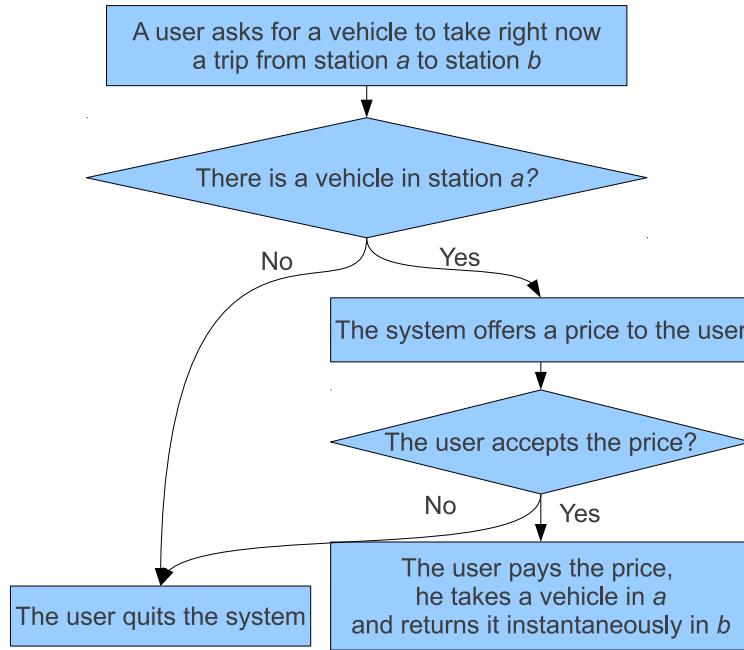 A user asks for a vehicle to take right now
a trip from station a to station b
There is a vehicle in station a?
No
Yes
The system offers a price to the user
The user accepts the price?
No
Yes
The user quits the system
The user pays the price,
he takes a vehicle in a
and returns it instantaneously in b